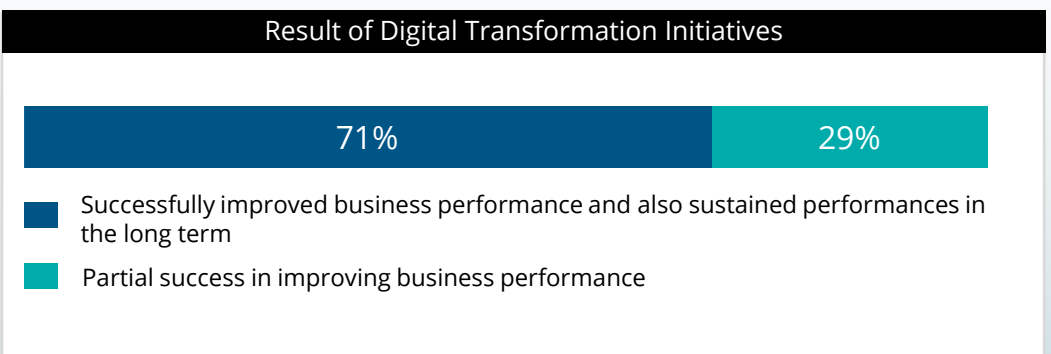 Result of Digital Transformation Initiatives
71%
29%
Successfully improved business performance and also sustained performances in
the long term
Partial success in improving business performance